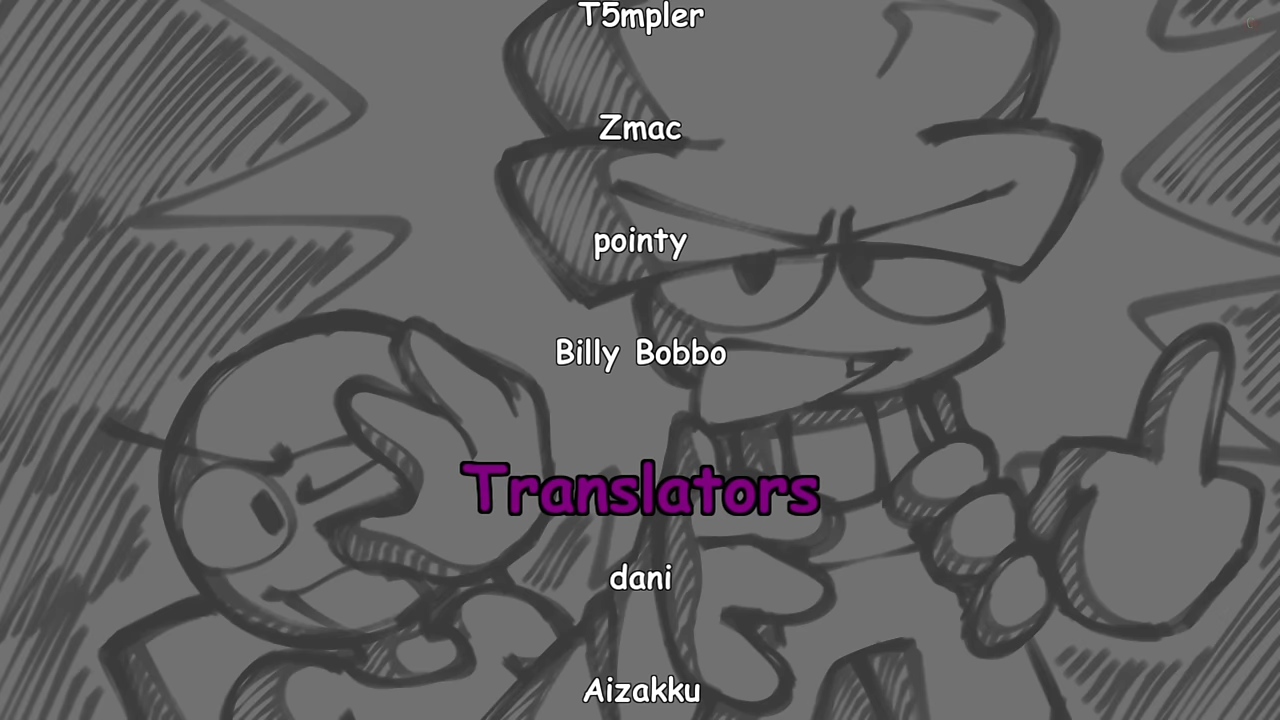 T5mpler
Zmac
pointy
Billy Bobbo
Translators
dani
Aizakku